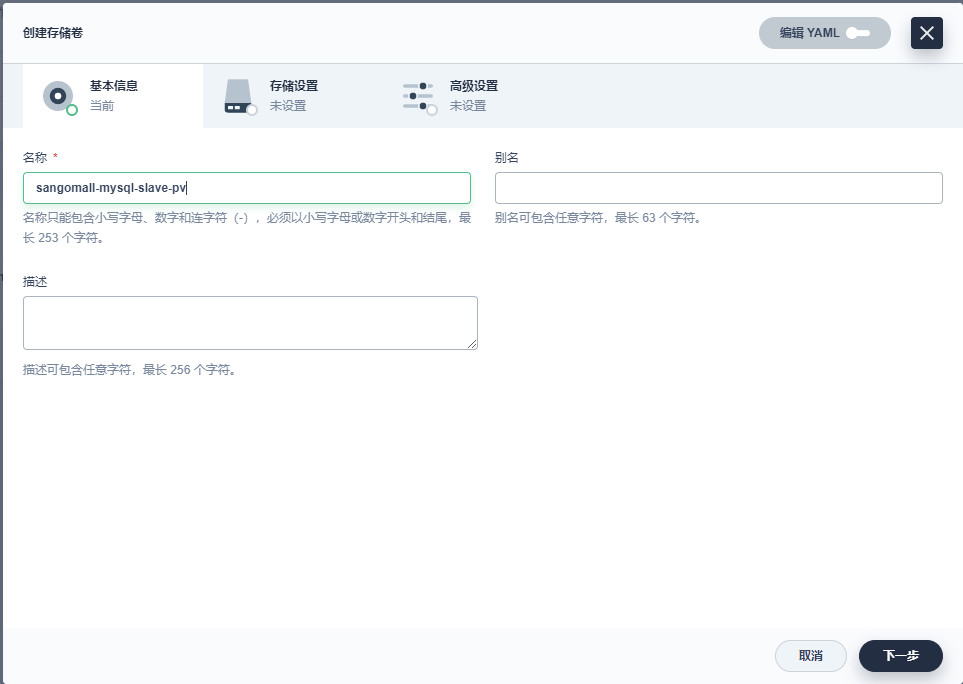 创建存储卷
编辑 YAML
基本信息
当前
存储设置
未设置
高级设置
未设置
名称 *
别名
sangomall-mysql-slave-pv
名称只能包含小写字母、数字和连字符（-），必须以小写字母或数字开头和结尾，最
长 253 个字符。
别名可包含任意字符，最长 63 个字符。
描述
描述可包含任意字符，最长 256 个字符。
取消
下一步